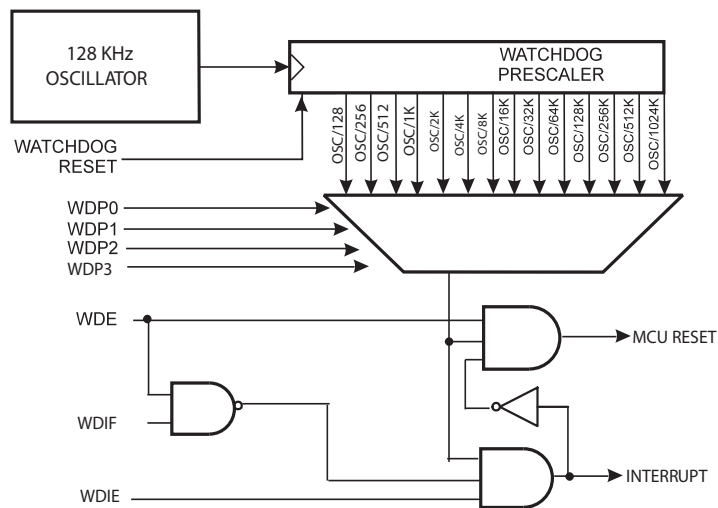 128 KHz
OSCILLATOR
WATCHDOG
PRESCALER
OSC/128
OSC/256
OSC/512
OSC/1K
OSC/2K
OSC/4K
OSC/8K
OSC/16K
OSC/32K
OSC/64K
OSC/128K
OSC/256K
OSC/512K
OSC/1024K
WATCHDOG
RESET
WDP0
WDP1
WDP2
WDP3
WDE
MCU RESET
WDIF
INTERRUPT
WDIE